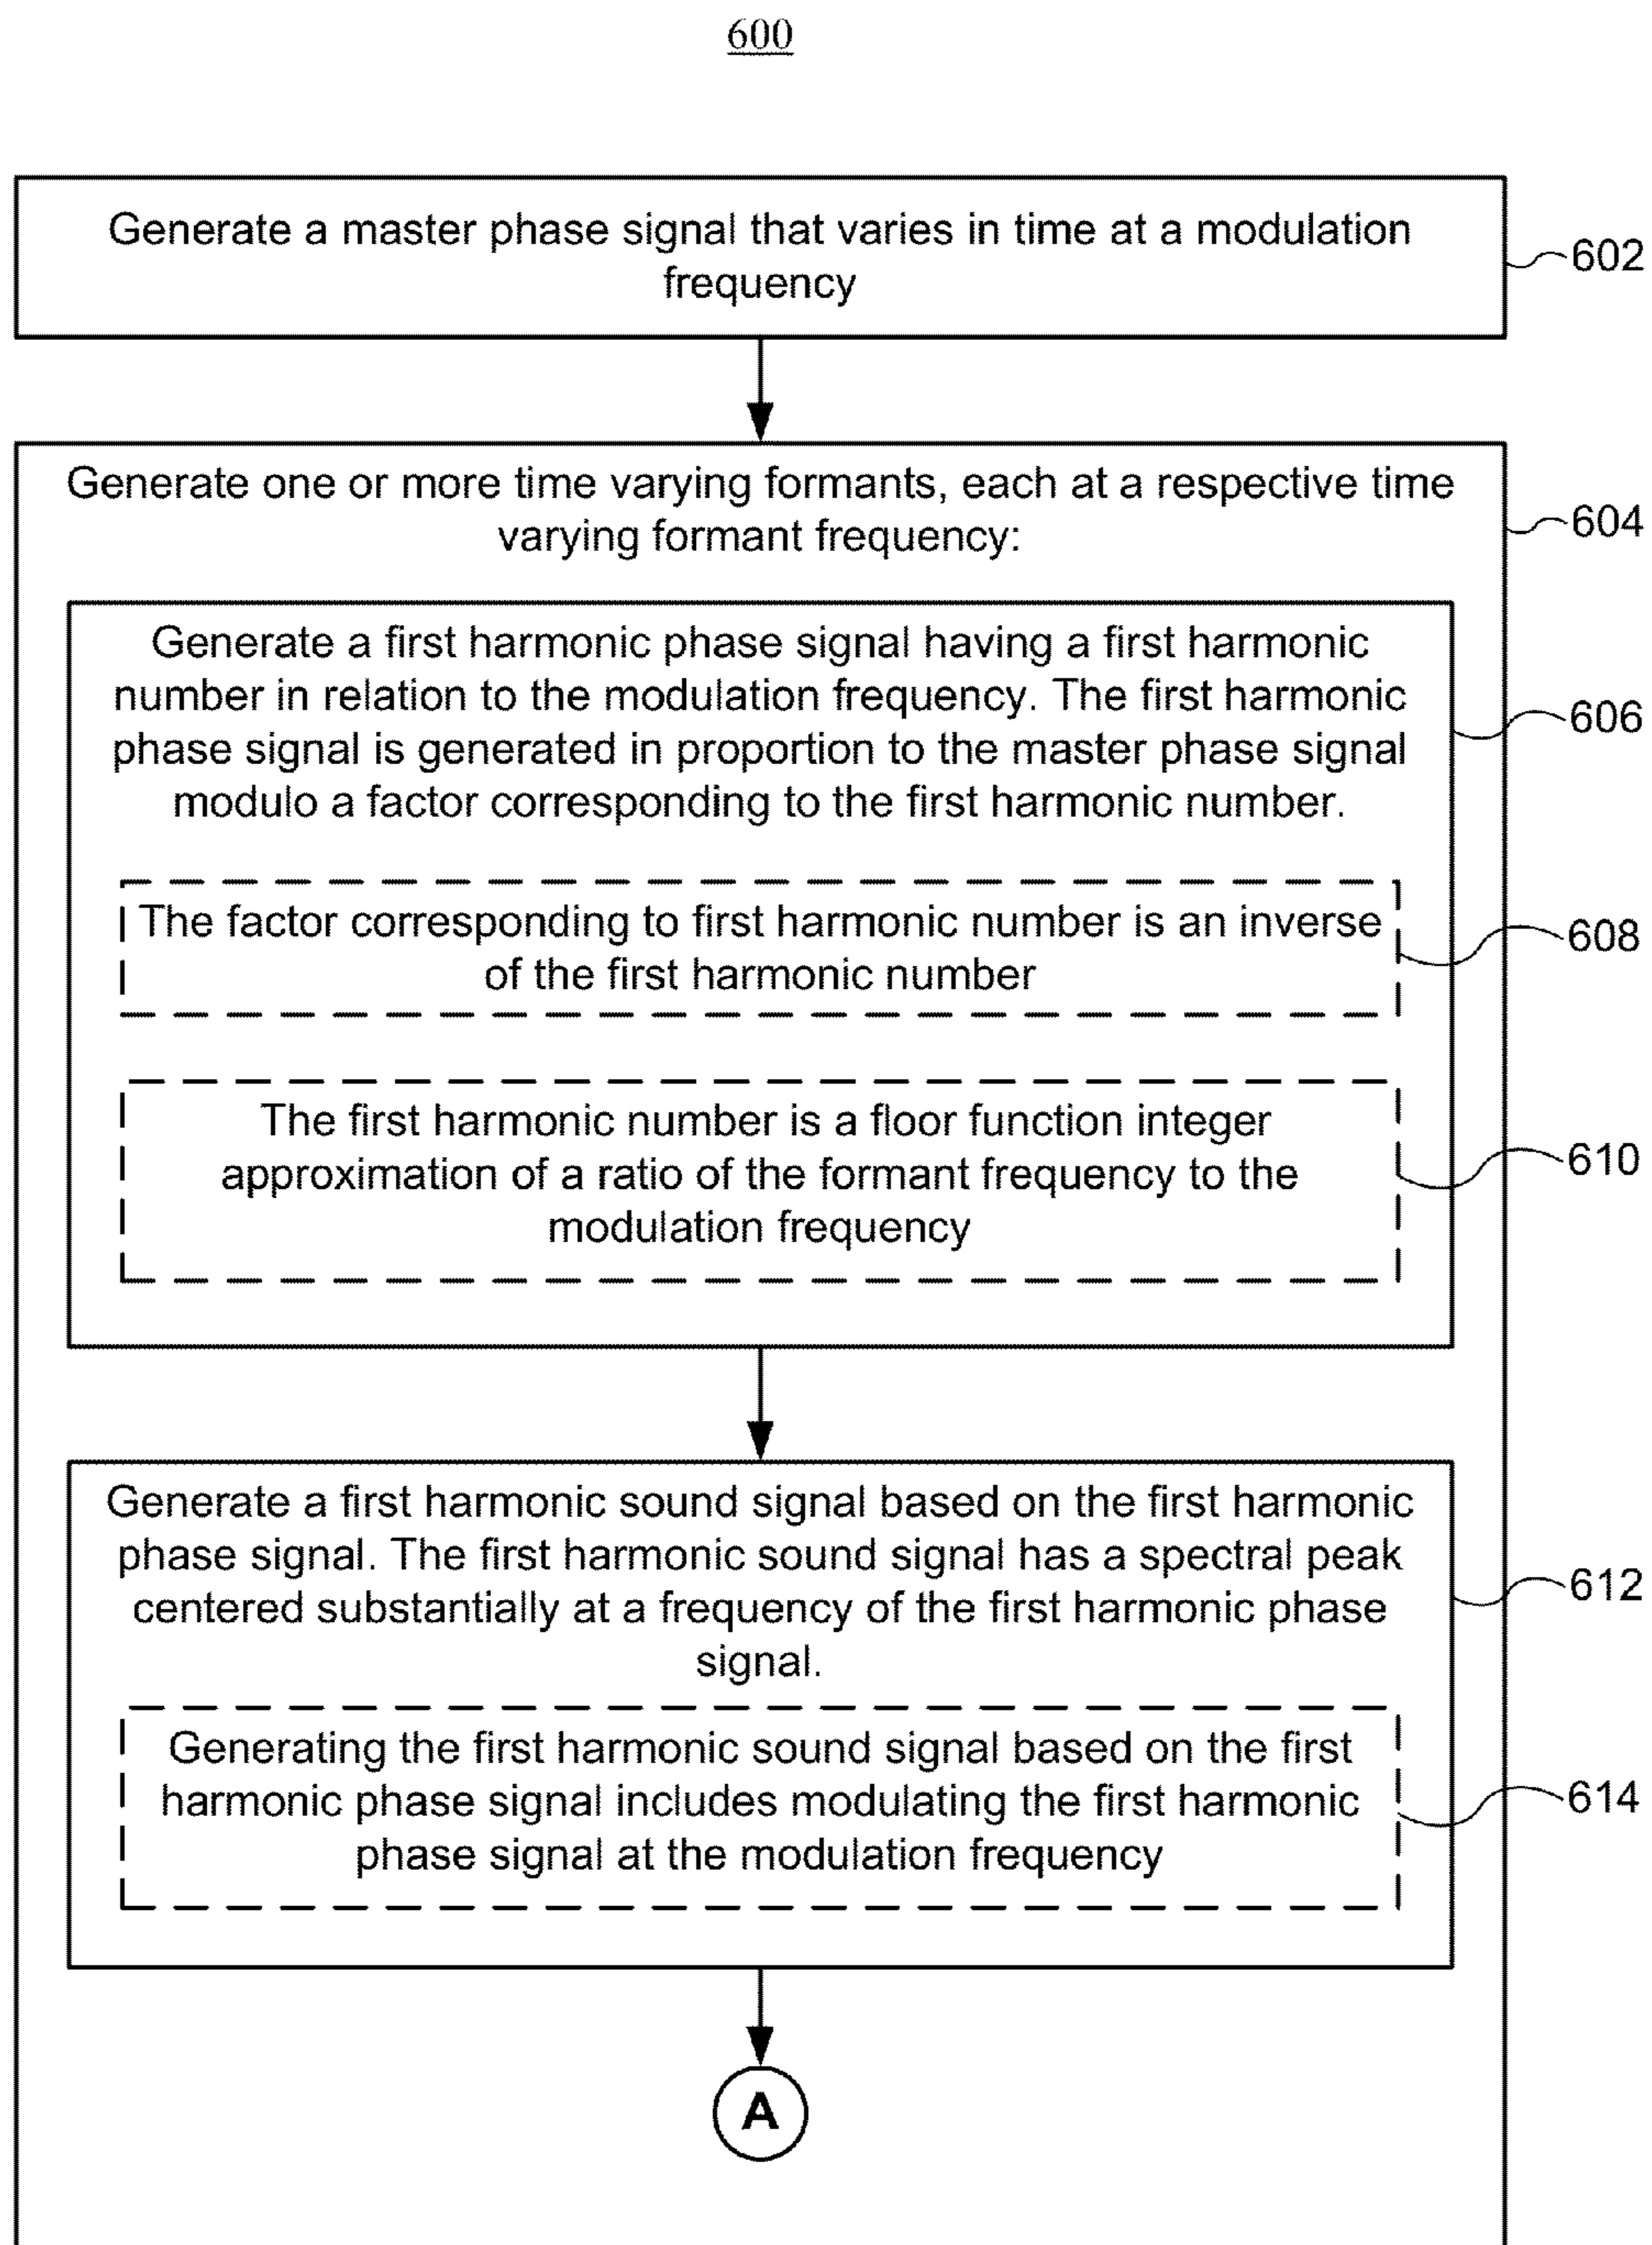 600
Generate a master phase signal that varies in time at a modulation
frequency
602
Generate one or more time varying formants, each at a respective time
varying formant frequency:
604
Generate a first harmonic phase signal having a first harmonic
number in relation to the modulation frequency. The first harmonic
phase signal is generated in proportion to the master phase signal
modulo a factor corresponding to the first harmonic number.
606
The factor corresponding to first harmonic number is an inverse
of the first harmonic number
608
The first harmonic number is a floor function integer
approximation of a ratio of the formant frequency to the
modulation frequency
610
Generate a first harmonic sound signal based on the first harmonic
phase signal. The first harmonic sound signal has a spectral peak
centered substantially at a frequency of the first harmonic phase
signal.
612
Generating the first harmonic sound signal based on the first
harmonic phase signal includes modulating the first harmonic
phase signal at the modulation frequency
614
A